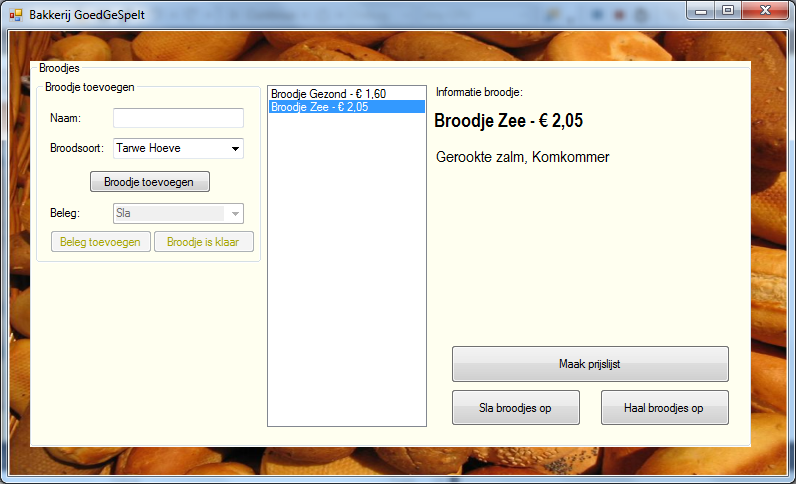 Bakkerij GoedGeSpelt
Broodjes
Broodje toevoegen
Naam:
Broodsoort: Tarwe Hoeve
Broodje toevoegen
Beleg: Sla
Beleg toevoegen Broodje is klaar
Broodje Gezond - € 1,60
Broodje Zee - € 2,05
Informatie broodje:
Broodje Zee - € 2,05
Gerookte zalm, Komkommer
Maak prijslijst
Sla broodjes op Haal broodjes op